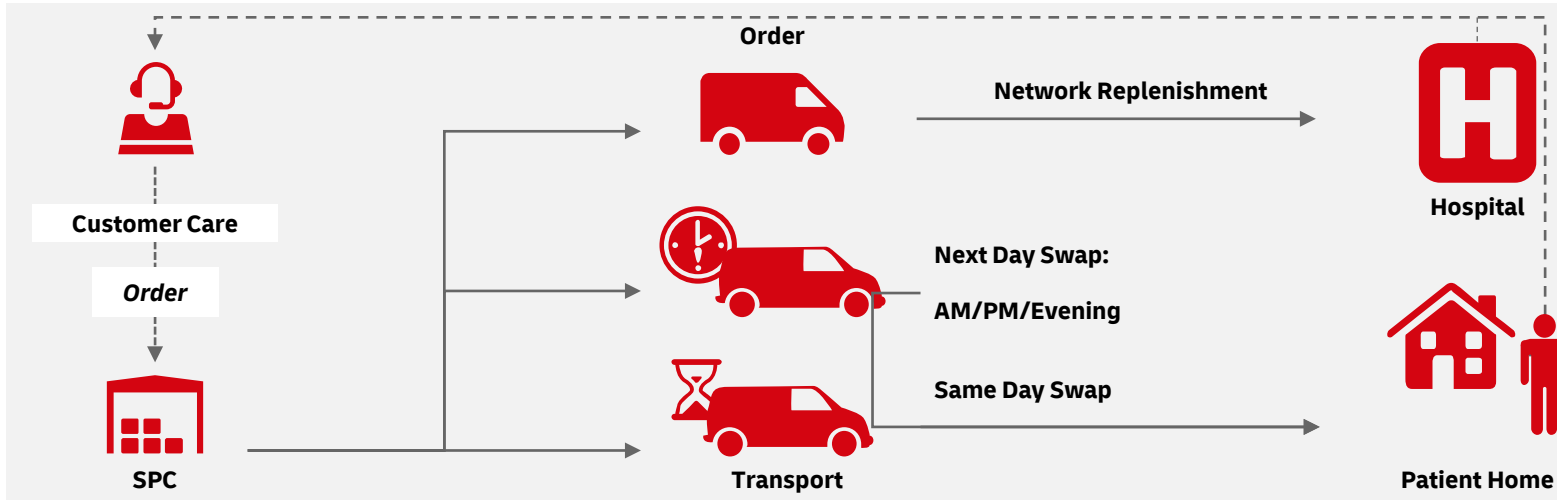 Order
Network Replenishment
Hospital
Customer Care
Next Day Swap:
AM/PM/Evening
Order
Same Day Swap
SPC
Transport
Patient Home